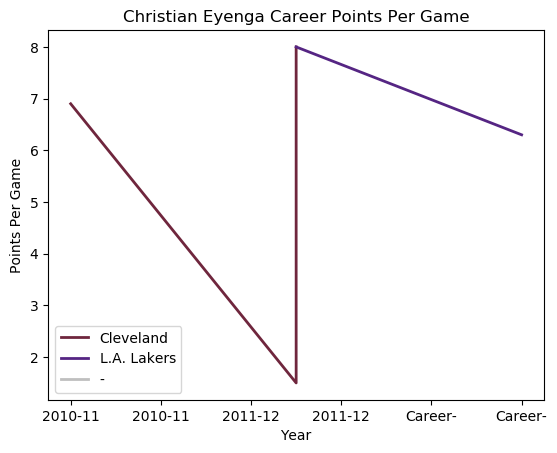 Christian Eyenga Career Points Per Game
8
7
6
5
4
3
2
Points Per Game
Cleveland
L.A. Lakers
-
2010-11 2010-11 2011-12 2011-12 Career- Career-
Year